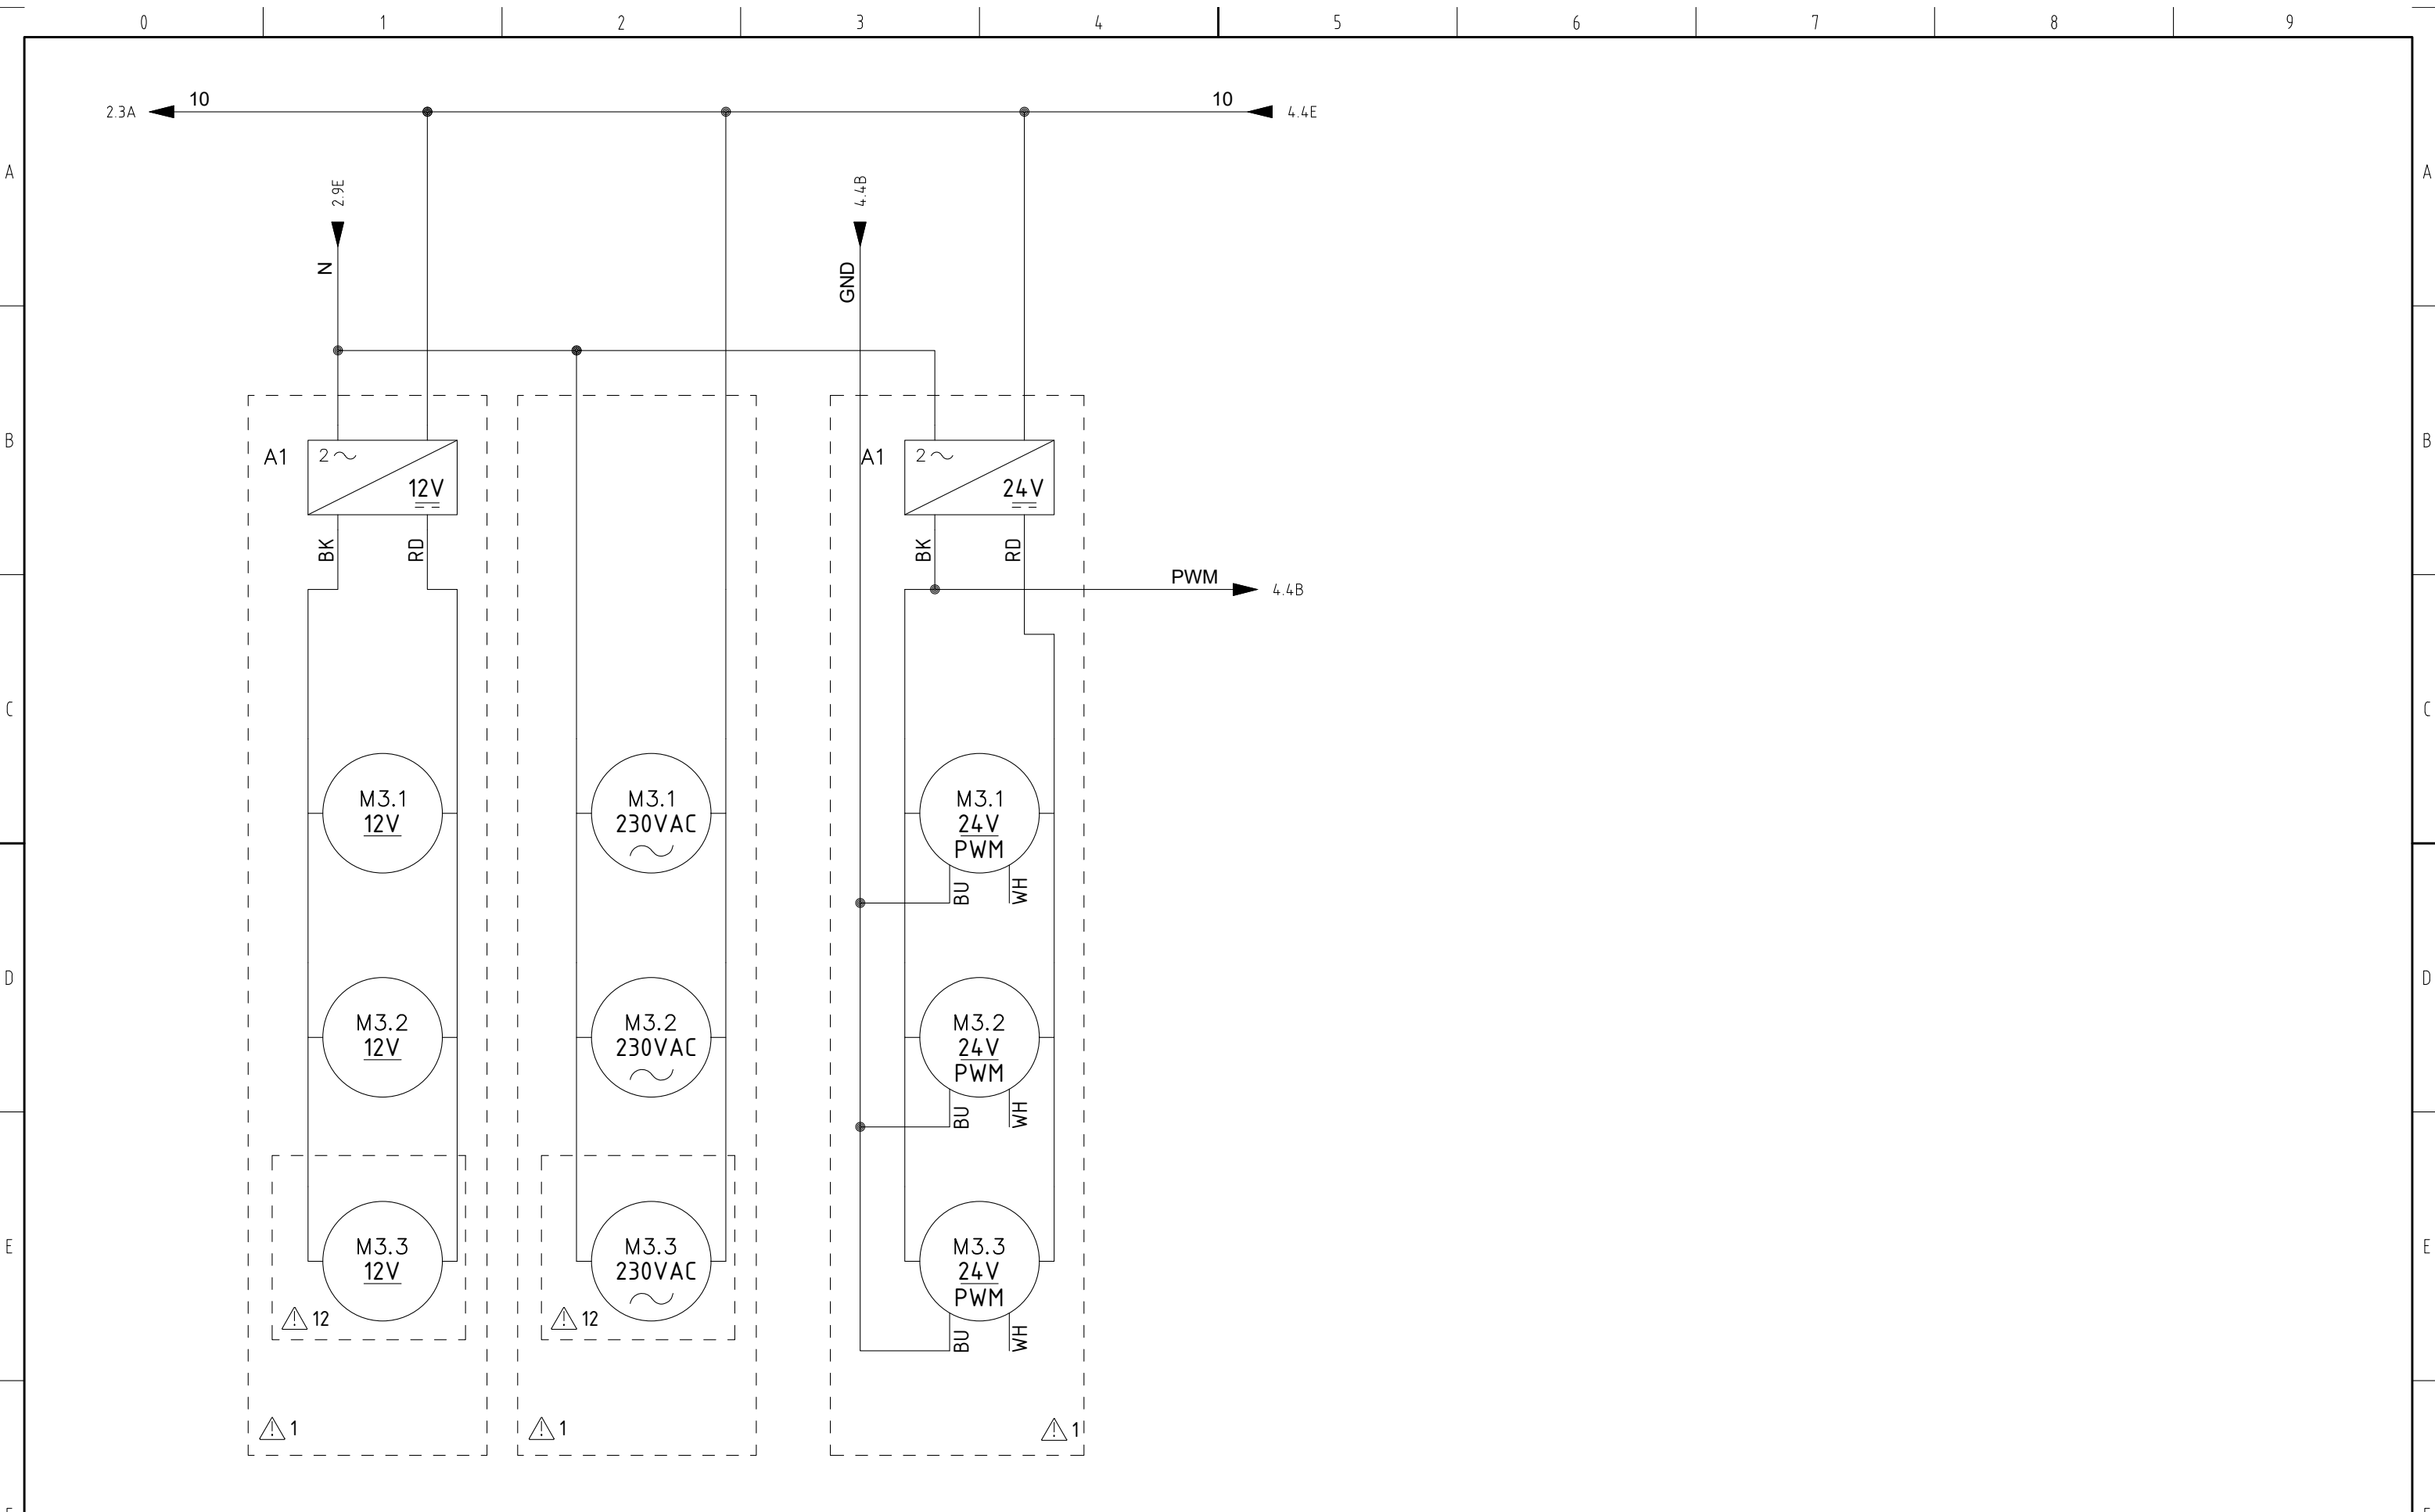 0 1 2 3 4 5 6 7 8 9
10 10
2.3A 4.4E
A A
2.9E 4.4B
N GND
B B
A1 2 12V A1 2 24V
BK RD BK RD
PWM
4.4B
C C
M3.1 M3.1 M3.1
12V 230VAC 24V
PWM
BU WH
D D
M3.2 M3.2 M3.2
12V 230VAC 24V
PWM
BU WH
E E
M3.3 M3.3 M3.3
12V 230VAC 24V
PWM
! 12 ! 12
BU WH
! 1 ! 1 ! 1